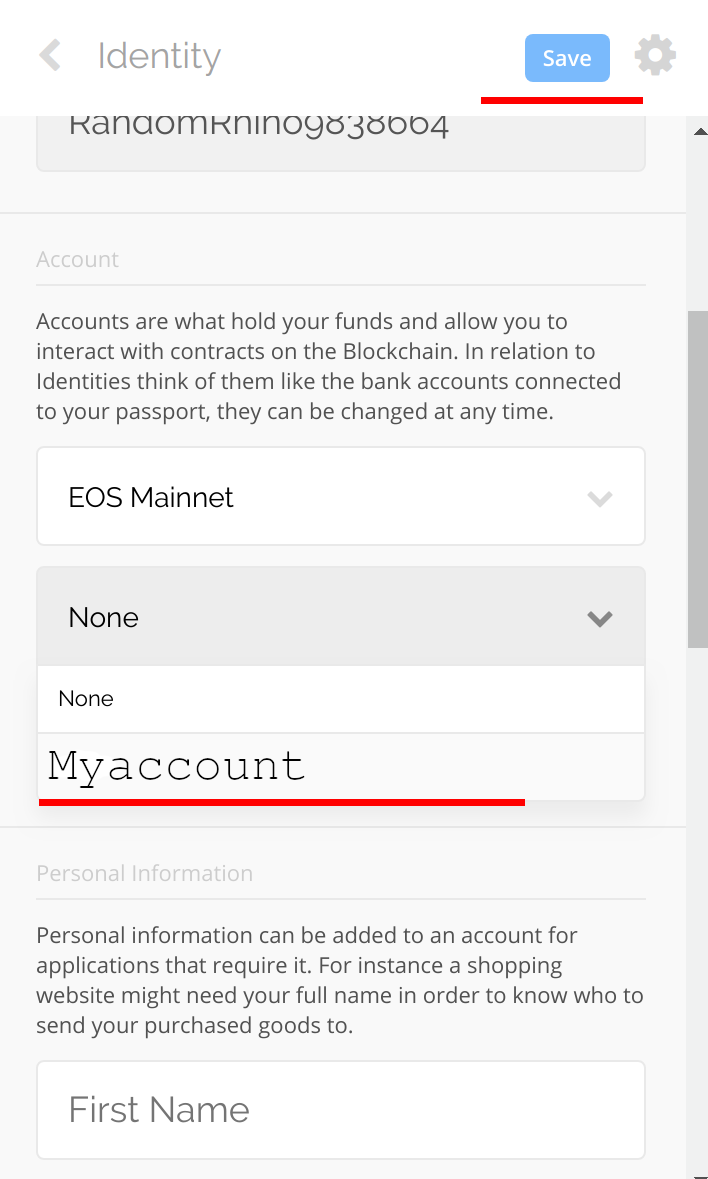 Identity
Save
RandomRhino9838664
Account
Accounts are what hold your funds and allow you to
interact with contracts on the Blockchain. In relation to
Identities think of them like the bank accounts connected
to your passport, they can be changed at any time.
EOS Mainnet
None
None
Myaccount
Personal Information
Personal information can be added to an account for
applications that require it. For instance a shopping
website might need your full name in order to know who to
send your purchased goods to.
First Name